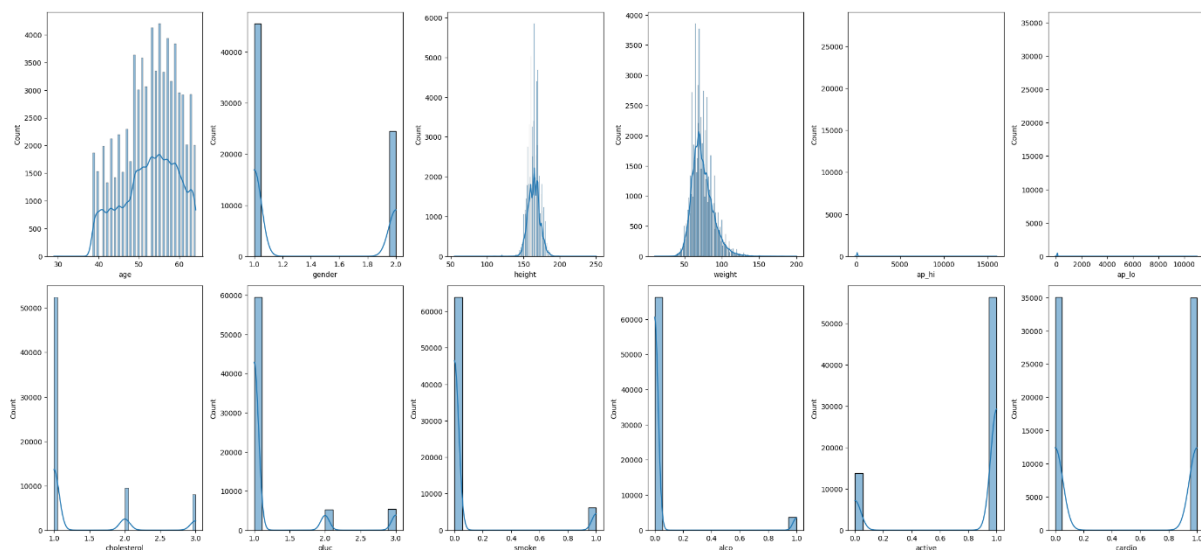 4000
3500
3000
2500
2000
1500
1000
500
0
Count
30 40 50 60
age
40000
30000
20000
10000
0
Count
1.0 1.2 1.4 1.6 1.8 2.0
gender
6000
5000
4000
3000
2000
1000
0
Count
100 150 200 250
height
4000
3500
3000
2500
2000
1500
1000
500
0
Count
50 100 150 200
weight
25000
20000
15000
10000
5000
0
Count
0 5000 10000 15000
ap_hi
35000
30000
25000
20000
15000
10000
5000
0
Count
0 2000 4000 6000 8000 10000
ap_lo
50000
40000
30000
20000
10000
0
Count
1.0 1.5 2.0 2.5 3.0
cholesterol
60000
50000
40000
30000
20000
10000
0
Count
1.0 1.5 2.0 2.5 3.0
gluc
60000
50000
40000
30000
20000
10000
0
Count
0.0 0.2 0.4 0.6 0.8 1.0
smoke
60000
50000
40000
30000
20000
10000
0
Count
0.0 0.2 0.4 0.6 0.8 1.0
alco
50000
40000
30000
20000
10000
0
Count
0.0 0.2 0.4 0.6 0.8 1.0
active
35000
30000
25000
20000
15000
10000
5000
0
Count
0.0 0.2 0.4 0.6 0.8 1.0
cardio